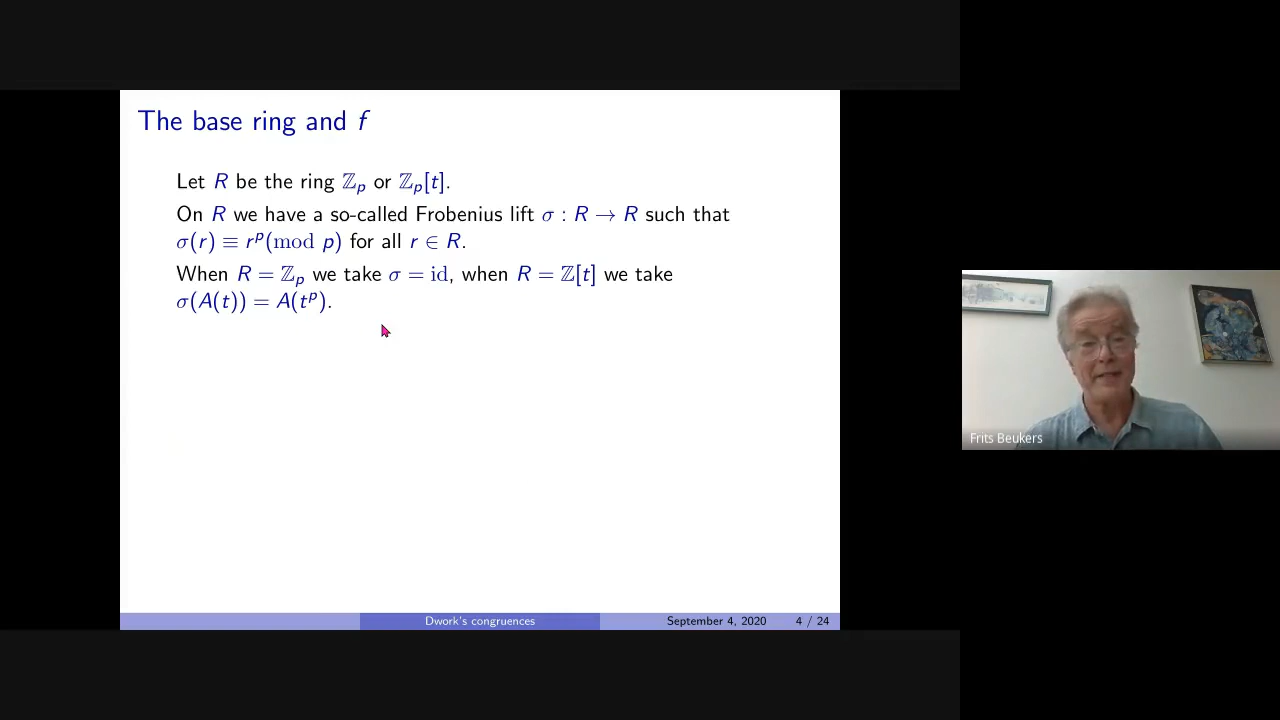 The base ring and f
Let R be the ring ℤ_p or ℤ_p[t].
On R we have a so-called Frobenius lift σ : R → R such that
σ(r) ≡ r^p(mod p) for all r ∈ R.
When R = ℤ_p we take σ = id, when R = ℤ[t] we take
σ(A(t)) = A(t^p).
Frits Beukers
Dwork's congruences September 4, 2020 4 / 24